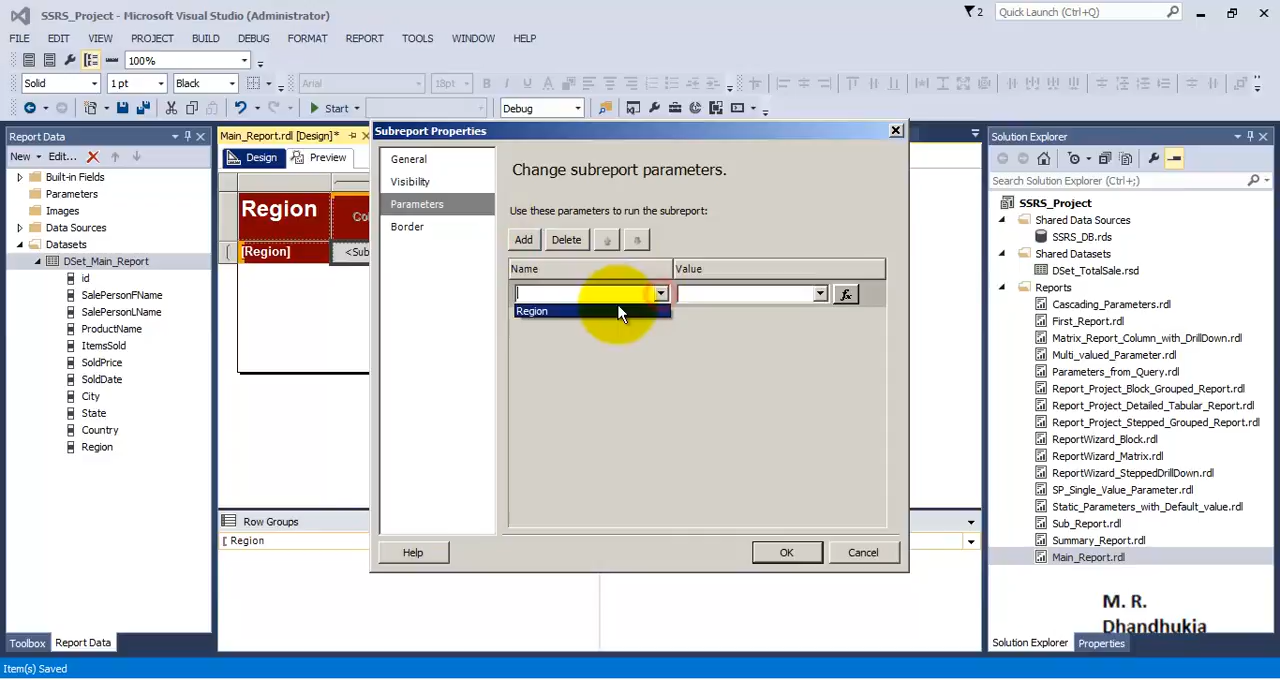 SSRS_Project - Microsoft Visual Studio (Administrator)
2
Quick Launch (Ctrl+Q)
FILE EDIT VIEW PROJECT BUILD DEBUG FORMAT REPORT TOOLS WINDOW HELP
100%
Solid 1 pt Black Arial 18pt B I U A
Start Debug
Report Data
New Edit...
Built-in Fields
Parameters
Images
Data Sources
Datasets
DSet_Main_Report
id
SalePersonFName
SalePersonLName
ProductName
ItemsSold
SoldPrice
SoldDate
City
State
Country
Region
Toolbox Report Data
Main_Report.rdl [Design]*
Design Preview
Region Col
[Region] <Sub
Row Groups
[ Region
Subreport Properties
General
Visibility
Parameters
Border
Change subreport parameters.
Use these parameters to run the subreport:
Add Delete
Name Value
fx
Region
Help OK Cancel
Solution Explorer
Search Solution Explorer (Ctrl+;)
SSRS_Project
Shared Data Sources
SSRS_DB.rds
Shared Datasets
DSet_TotalSale.rsd
Reports
Cascading_Parameters.rdl
First_Report.rdl
Matrix_Report_Column_with_DrillDown.rdl
Multi_valued_Parameter.rdl
Parameters_from_Query.rdl
Report_Project_Block_Grouped_Report.rdl
Report_Project_Detailed_Tabular_Report.rdl
Report_Project_Stepped_Grouped_Report.rdl
ReportWizard_Block.rdl
ReportWizard_Matrix.rdl
ReportWizard_SteppedDrillDown.rdl
SP_Single_Value_Parameter.rdl
Static_Parameters_with_Default_value.rdl
Sub_Report.rdl
Summary_Report.rdl
Main_Report.rdl
M. R.
Dhandhukia
Solution Explorer Properties
Item(s) Saved